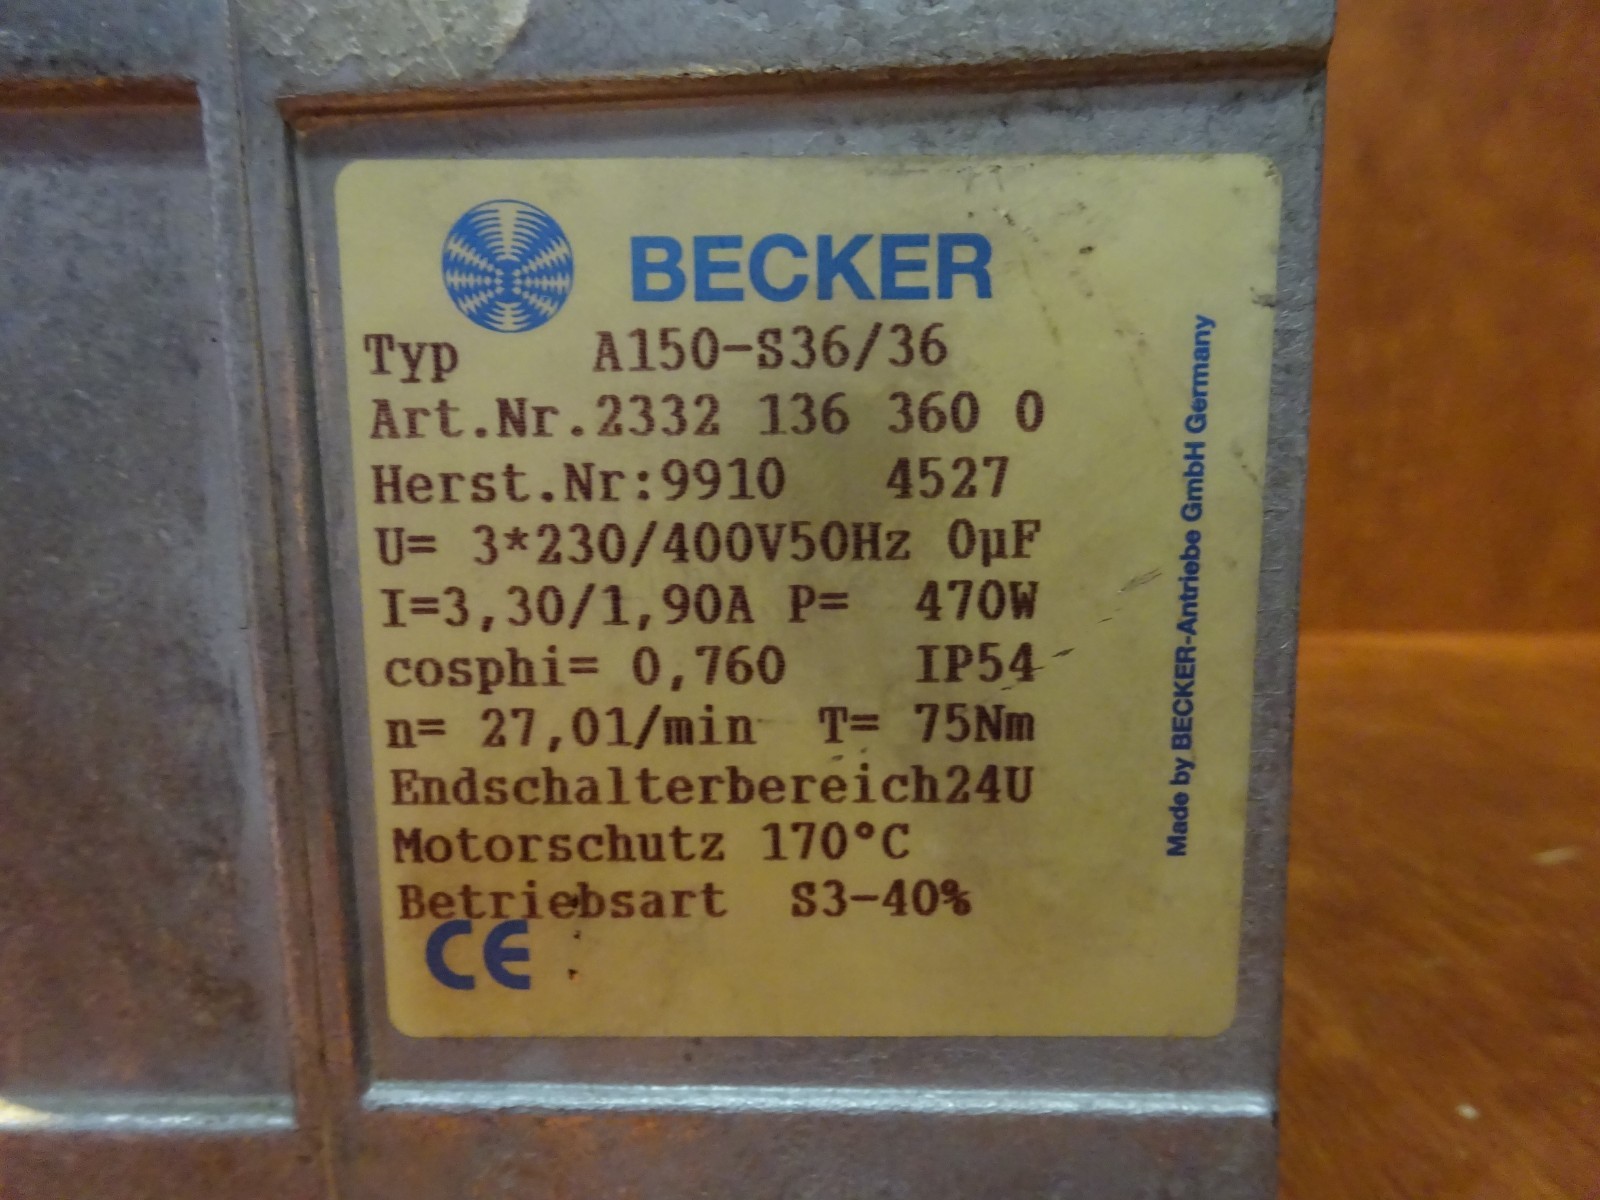 BECKER
Typ A150-S36/36
Art.Nr.2332 136 360 0
Herst.Nr:9910 4527
U= 3*230/400V50Hz 0µF
I=3,30/1,90A P= 470W
cosphi= 0,760 IP54
n= 27,01/min T= 75Nm
Endschalterbereich24U
Motorschutz 170°C
Betriebsart S3-40%
CE
Made by BECKER-Antriebe GmbH Germany